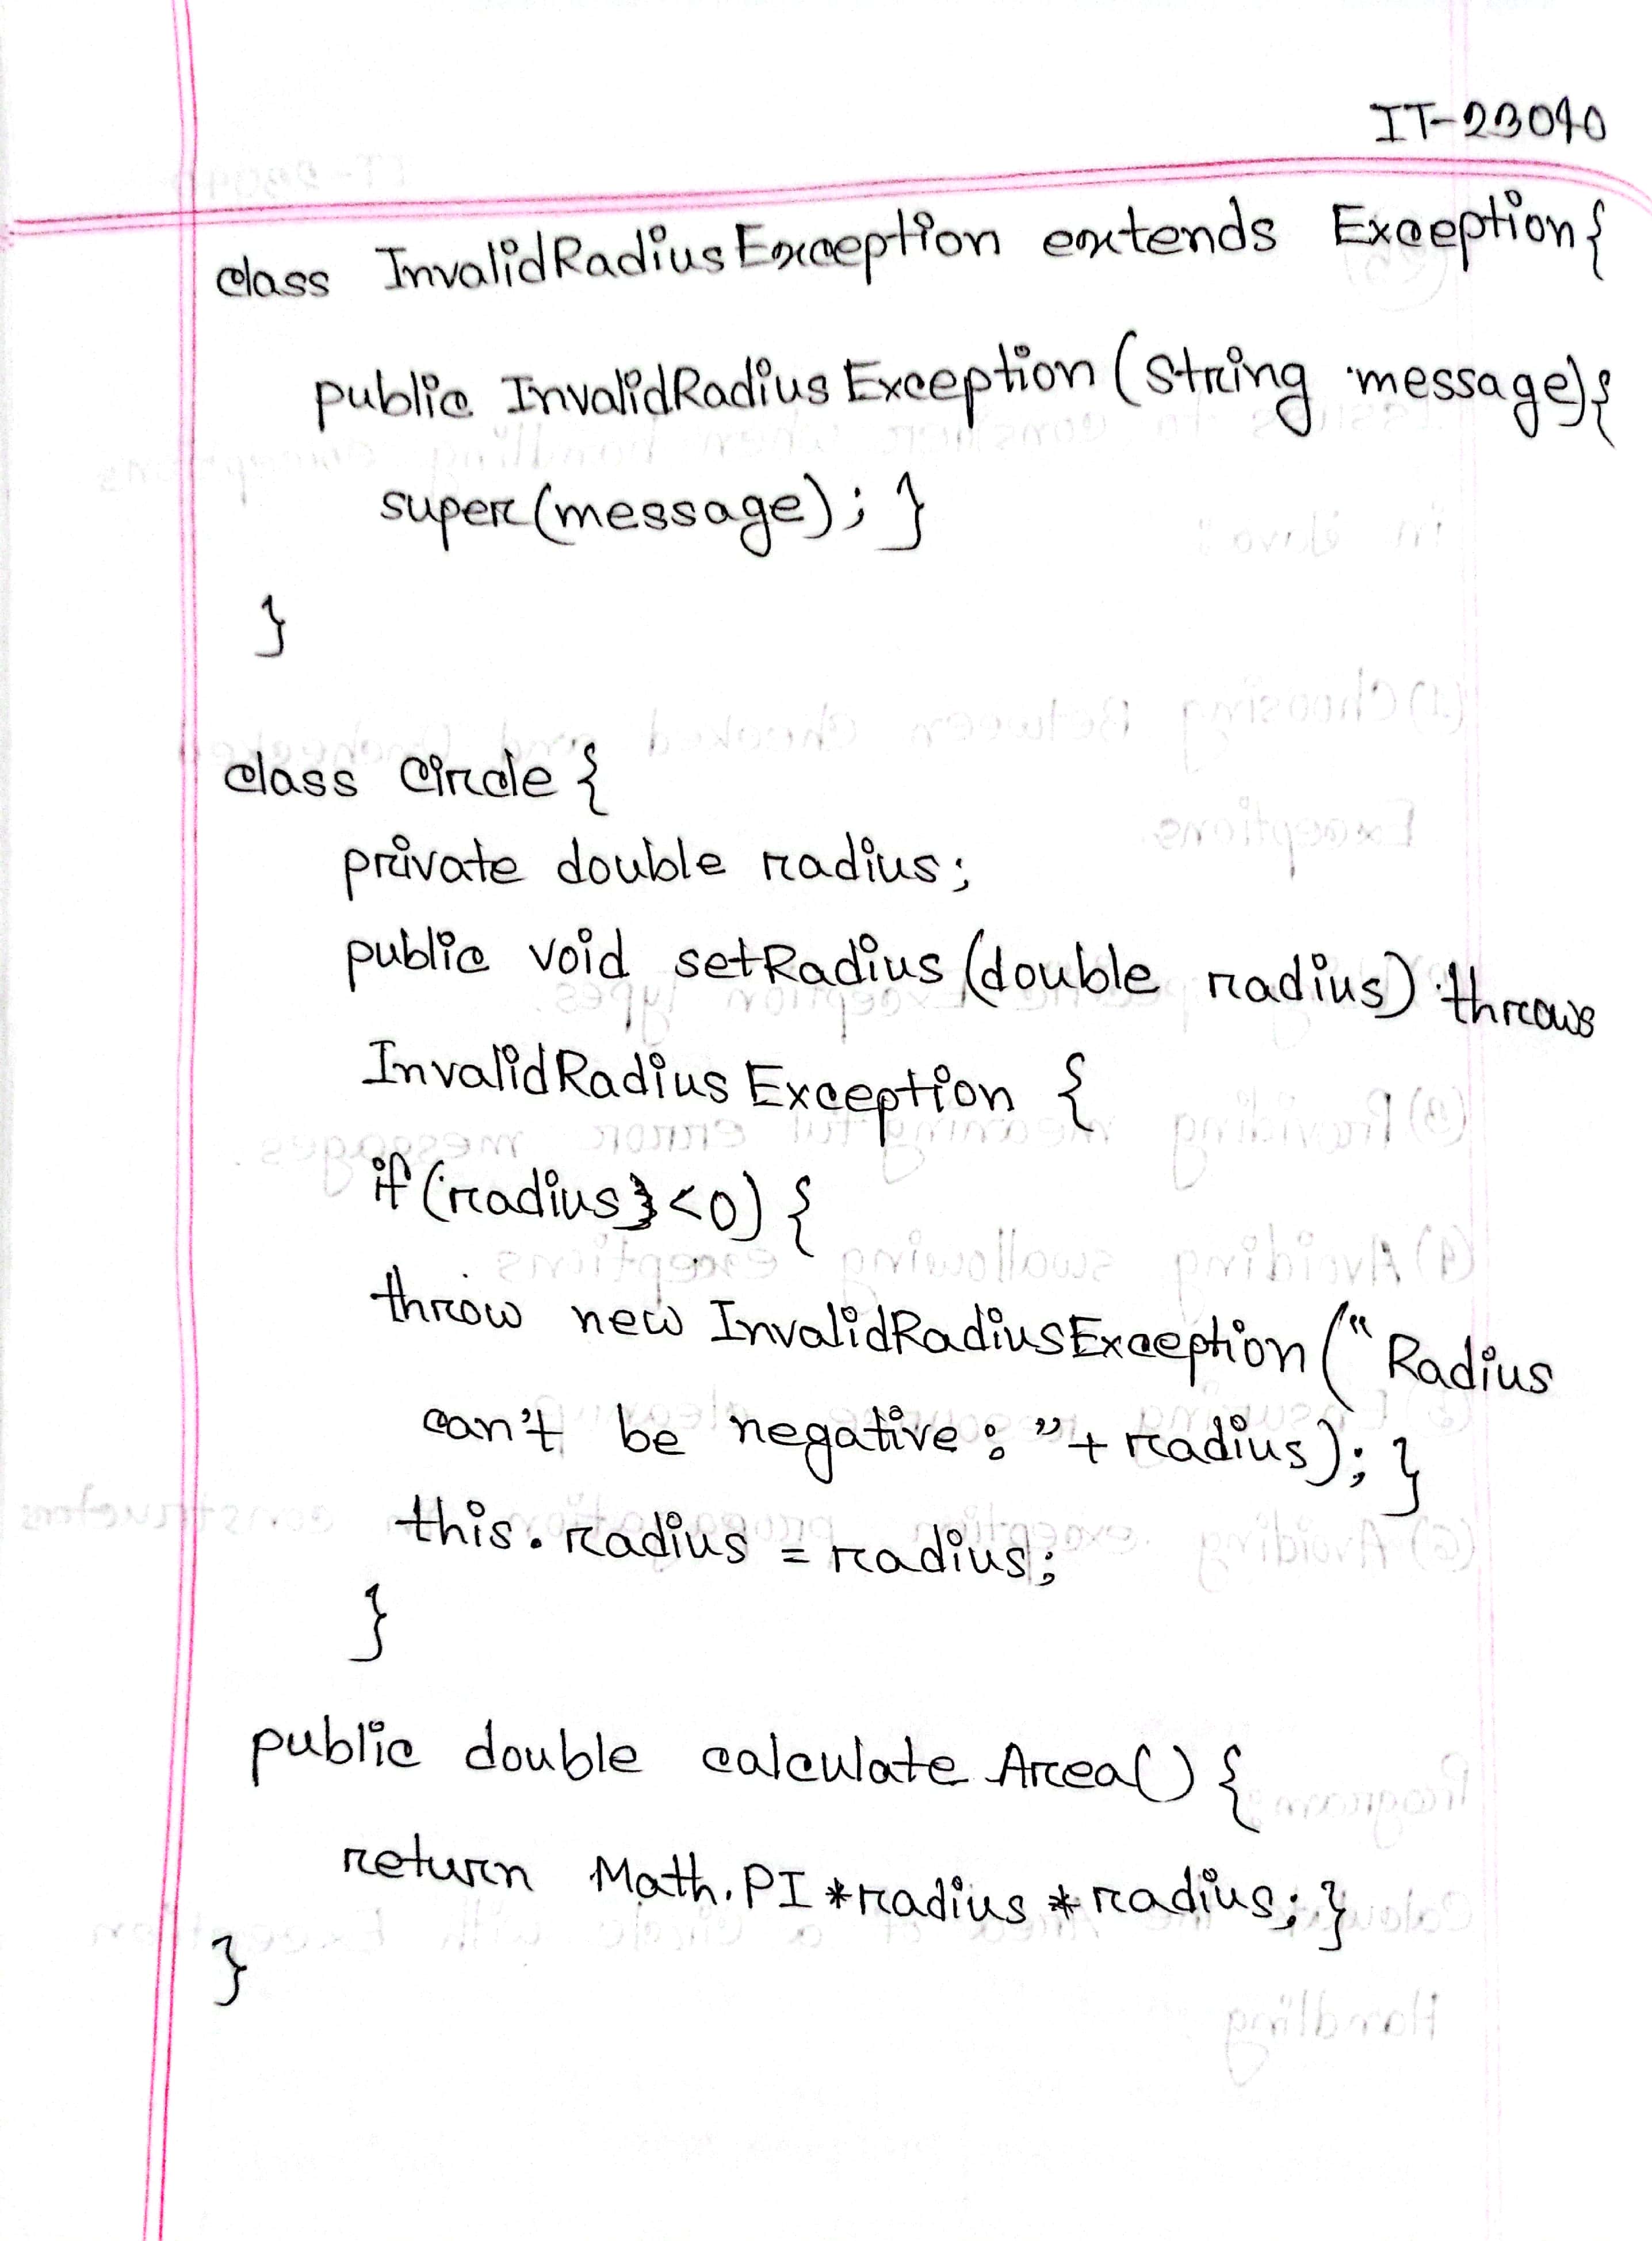 IT-23040
class InvalidRadiusException extends Exception{
public InvalidRadiusException (String message){
super(message); }
}
class Circle {
private double radius;
public void setRadius (double radius) throws
InvalidRadiusException {
if (radius <0) {
throw new InvalidRadiusException ("Radius
can't be negative: "+ radius); }
this.radius = radius;
}
public double calculateArea() {
return Math.PI * radius * radius; }
}